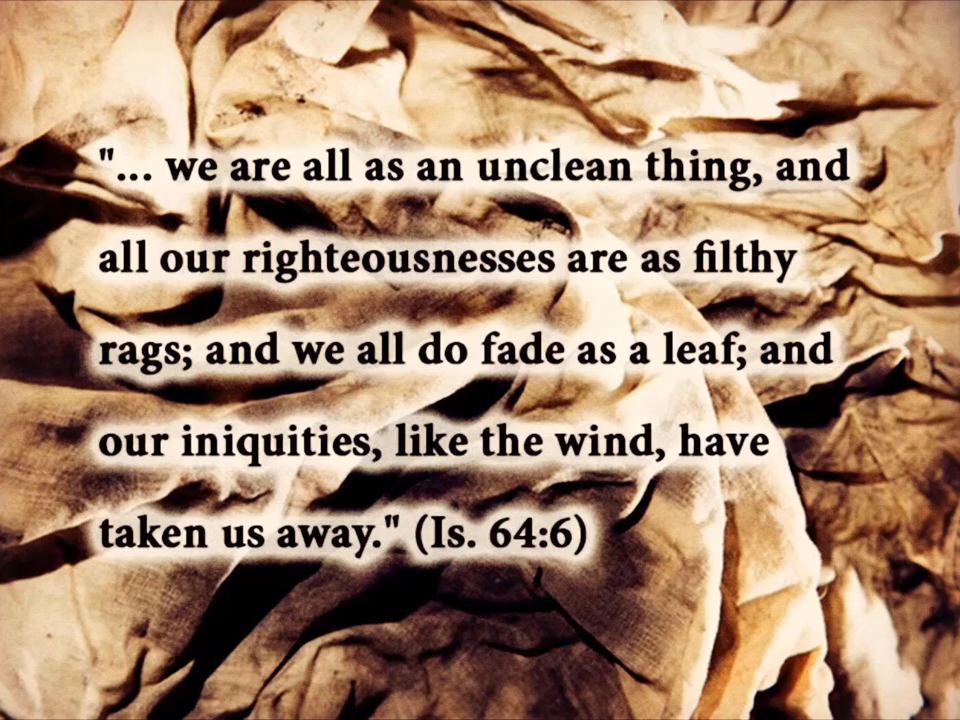 "... we are all as an unclean thing, and
all our righteousnesses are as filthy
rags; and we all do fade as a leaf; and
our iniquities, like the wind, have
taken us away." (Is. 64:6)